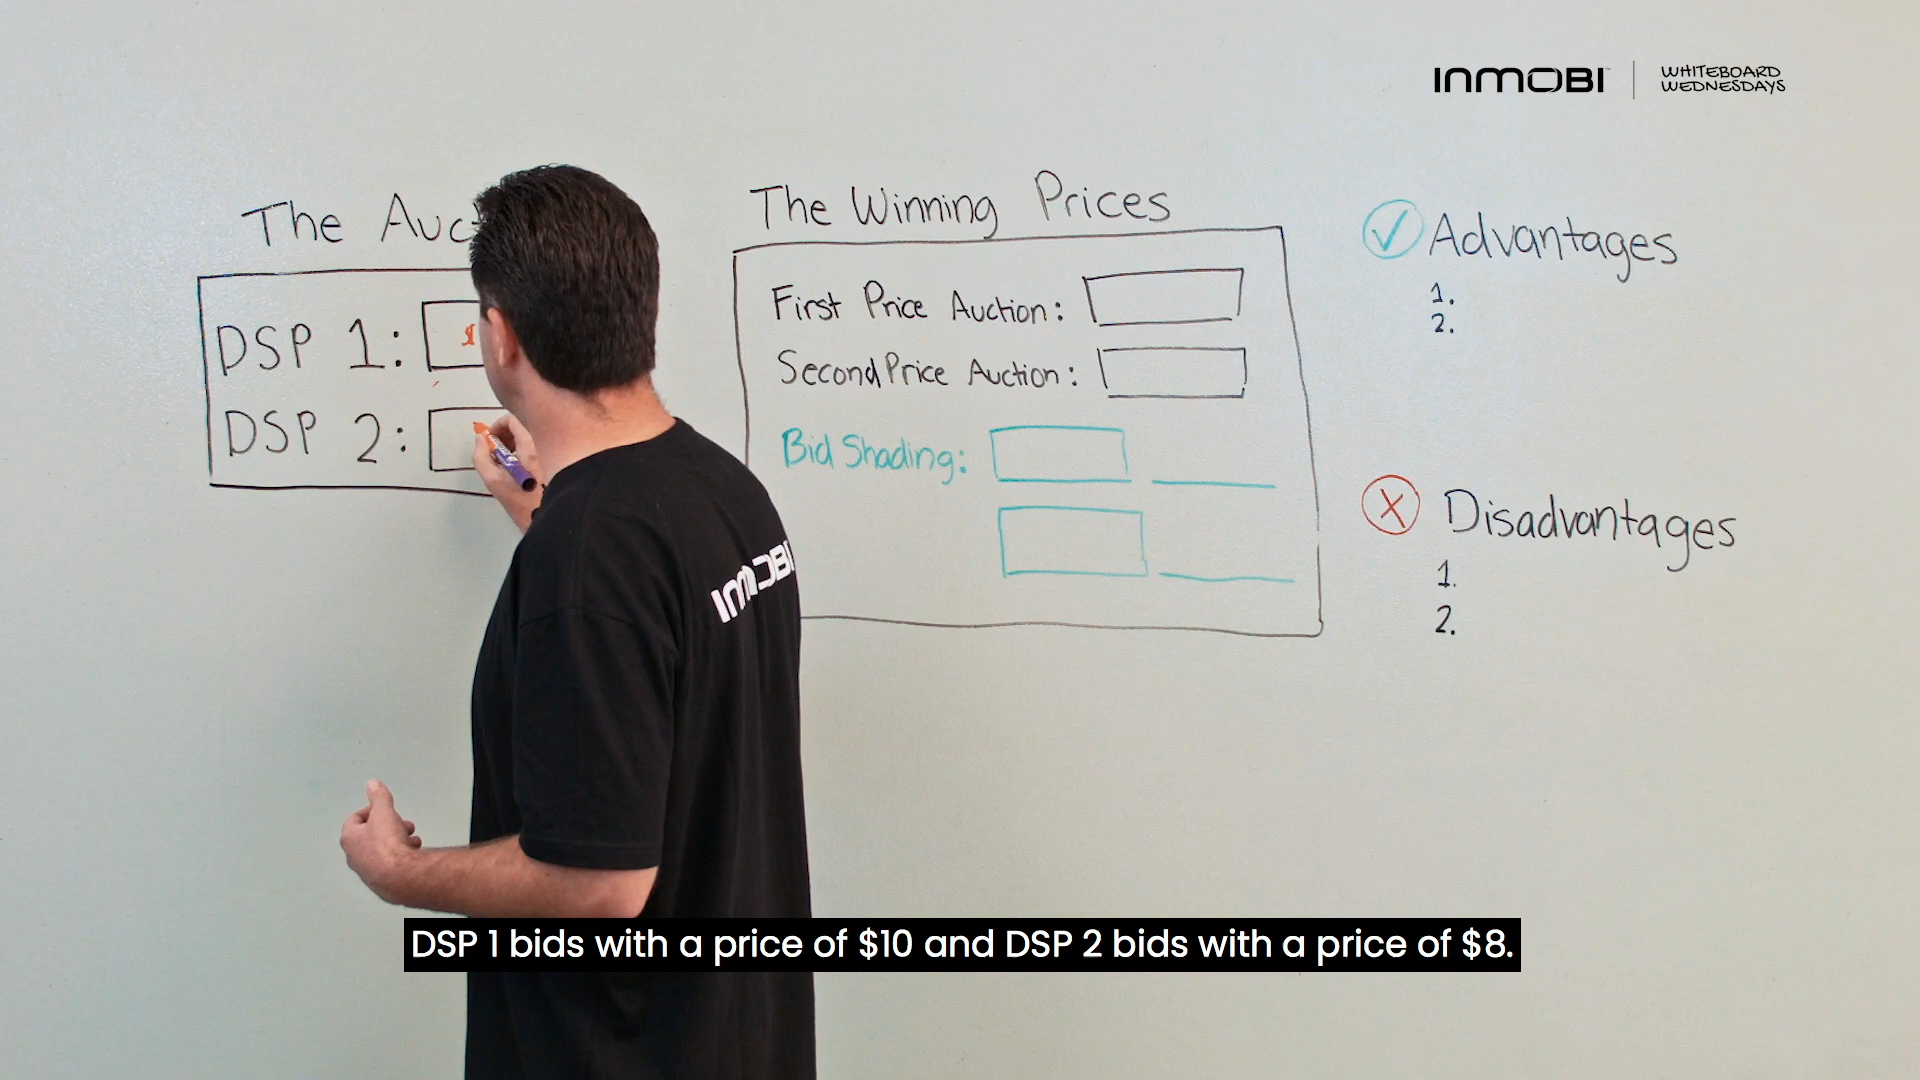 INMOBI
WHITEBOARD
WEDNESDAYS
The Auct
DSP 1: $
DSP 2:
The Winning Prices
First Price Auction:
Second Price Auction:
Bid Shading:
Advantages
1.
2.
Disadvantages
1.
2.
INMOBI
DSP 1 bids with a price of $10 and DSP 2 bids with a price of $8.